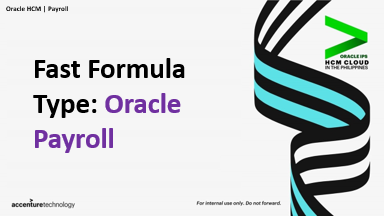 Oracle HCM | Payroll
ORACLE IPS
HCM CLOUD
IN THE PHILIPPINES
Fast Formula
Type: Oracle
Payroll
accenturetechnology
For internal use only. Do not forward.